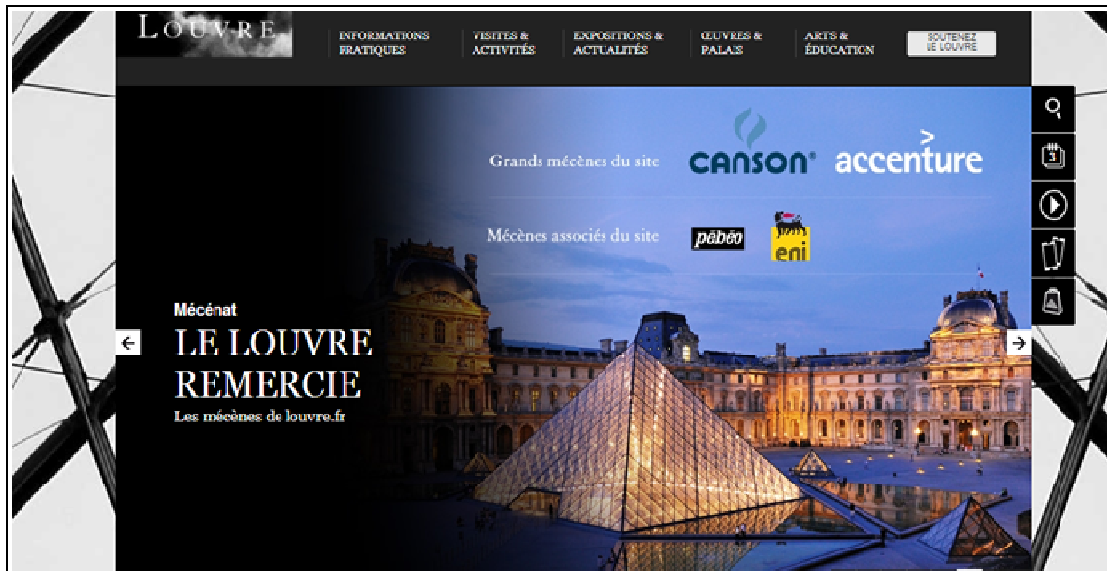 LOUVRE
INFORMATIONS
PRATIQUES
VISITES &
ACTIVITÉS
EXPOSITIONS &
ACTUALITÉS
ŒUVRES &
PALAIS
ARTS &
ÉDUCATION
SOUTENEZ
LE LOUVRE
3
Grands mécènes du site
CANSON®
accenture
Mécènes associés du site
pébéo
eni
Mécénat
LE LOUVRE
REMERCIE
Les mécènes de louvre.fr